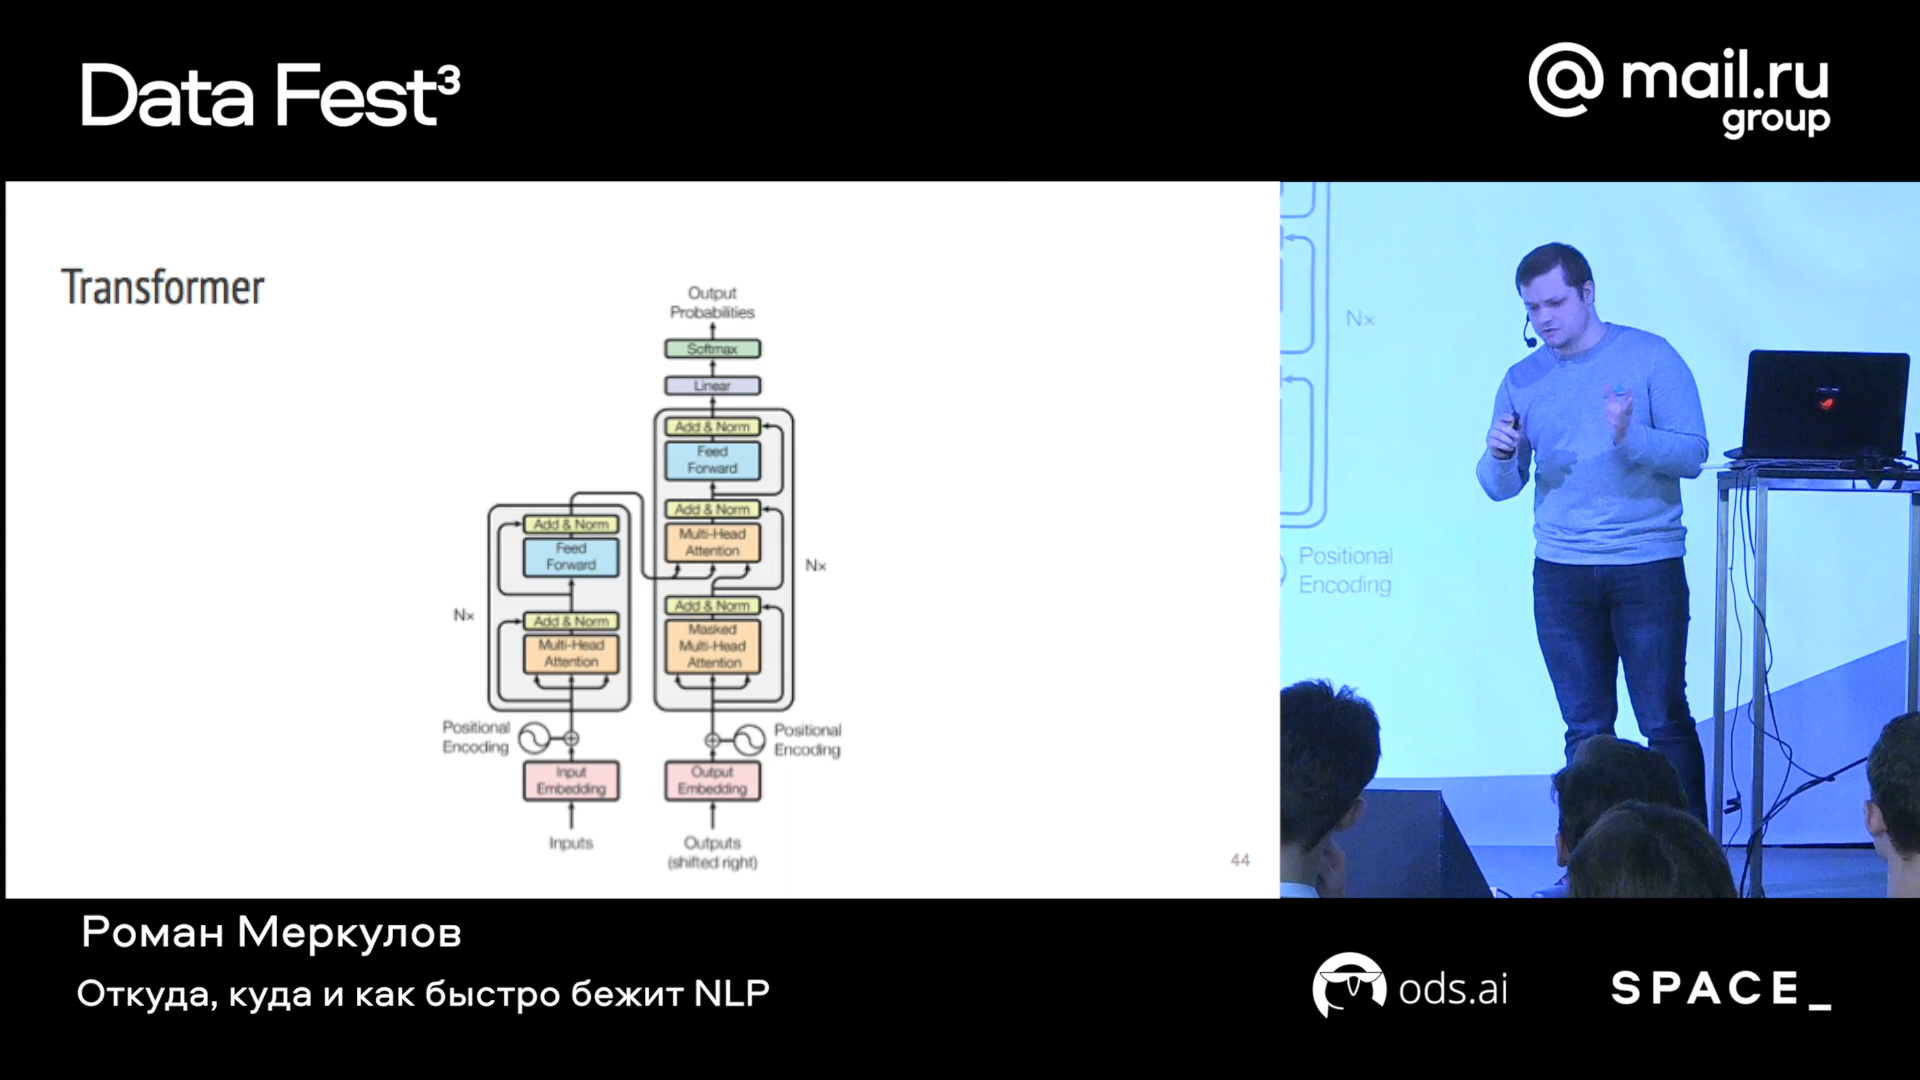 Data Fest³
@mail.ru
group
Transformer
Output
Probabilities
Softmax
Linear
Add & Norm
Feed
Forward
Add & Norm
Multi-Head
Attention
Add & Norm
Masked
Multi-Head
Attention
Nx
Add & Norm
Feed
Forward
Add & Norm
Multi-Head
Attention
Nx
Positional
Encoding
Positional
Encoding
Input
Embedding
Output
Embedding
Inputs
Outputs
(shifted right)
44
Nx
Positional
Encoding
Роман Меркулов
Откуда, куда и как быстро бежит NLP
ods.ai
SPACE_